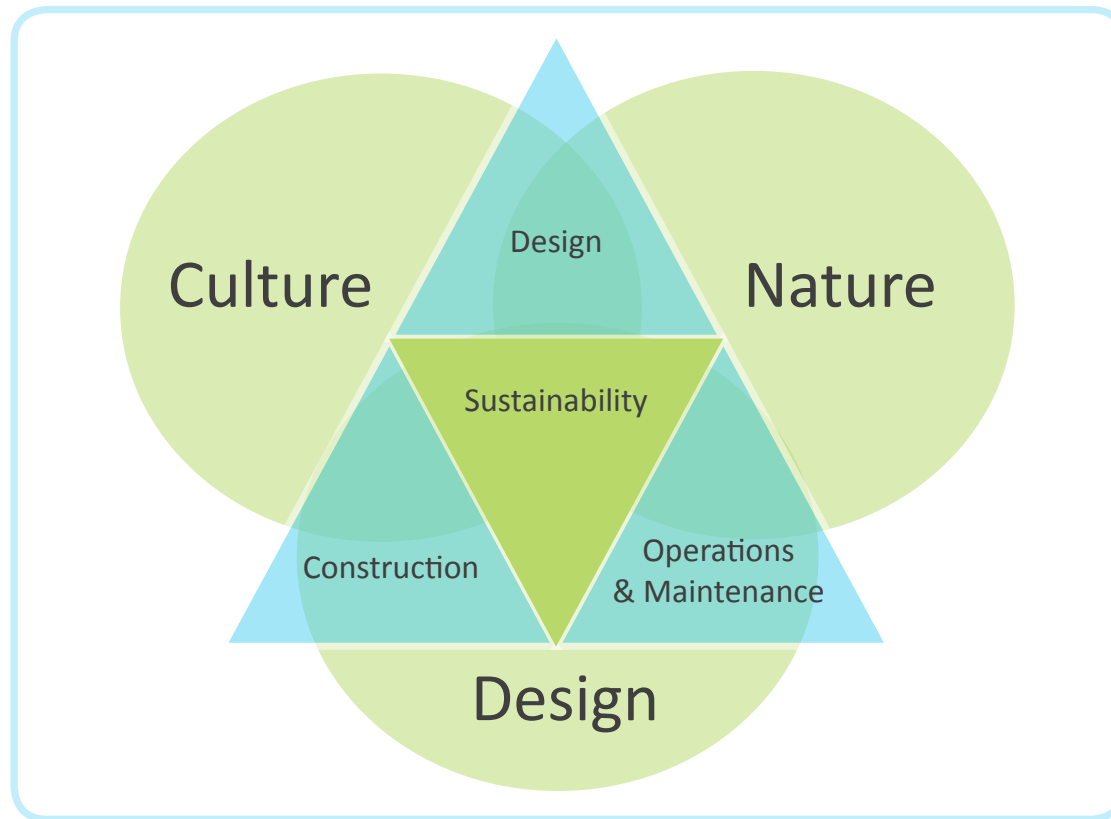 Design
Culture
Nature
Sustainability
Construction
Operations
& Maintenance
Design